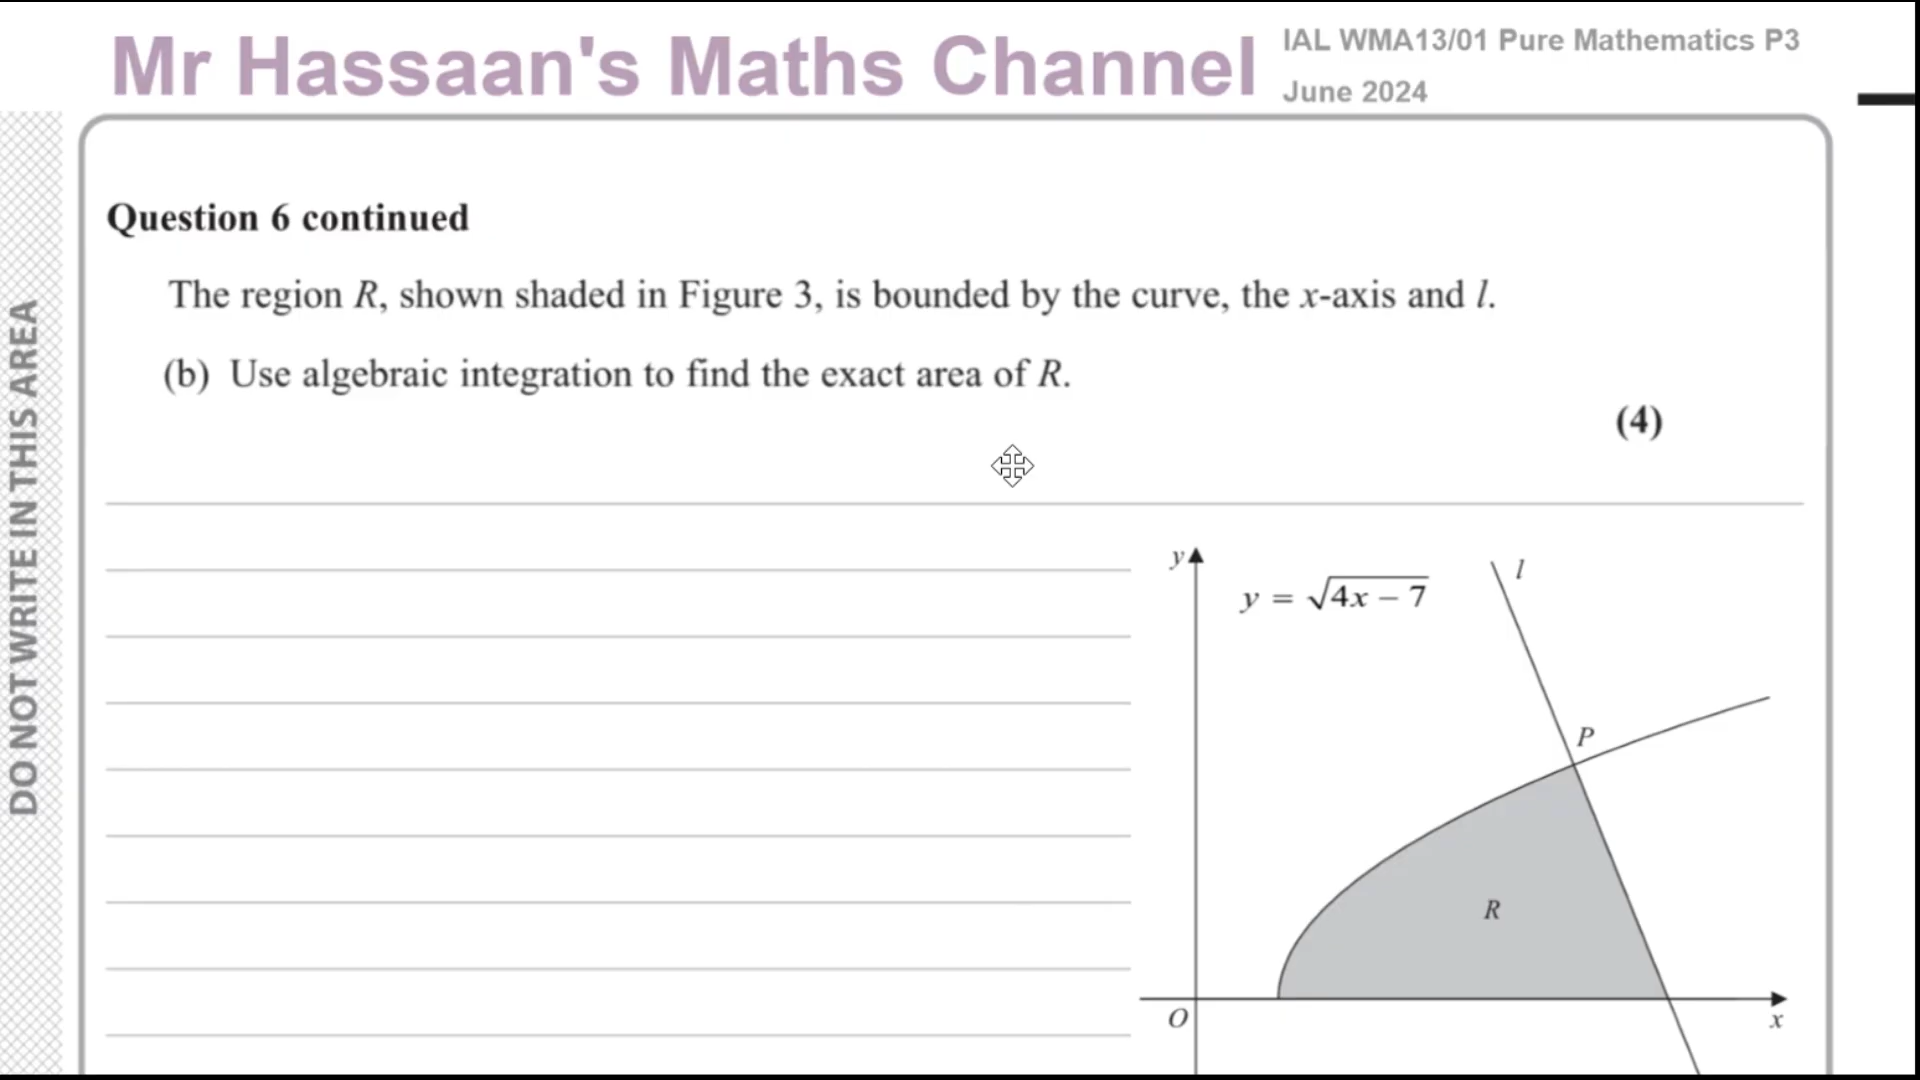 Mr Hassaan's Maths Channel
IAL WMA13/01 Pure Mathematics P3
June 2024
DO NOT WRITE IN THIS AREA
Question 6 continued
The region R, shown shaded in Figure 3, is bounded by the curve, the x-axis and l.
(b) Use algebraic integration to find the exact area of R.
(4)
y
y = √4x − 7
l
P
R
O
x